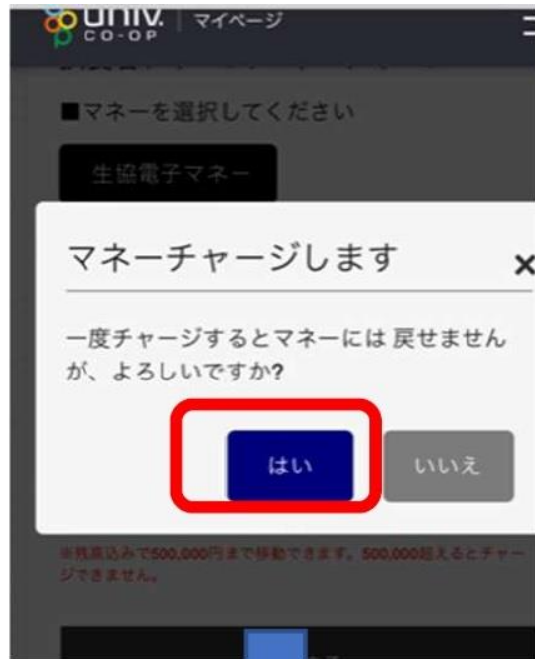 UNIV.
CO-OP
マイページ
■マネーを選択してください
生協電子マネー
マネーチャージします
×
一度チャージするとマネーには 戻せません
が、よろしいですか?
はい
いいえ
※残高込みで500,000円まで移動できます。500,000超えるとチャー
ジできません。